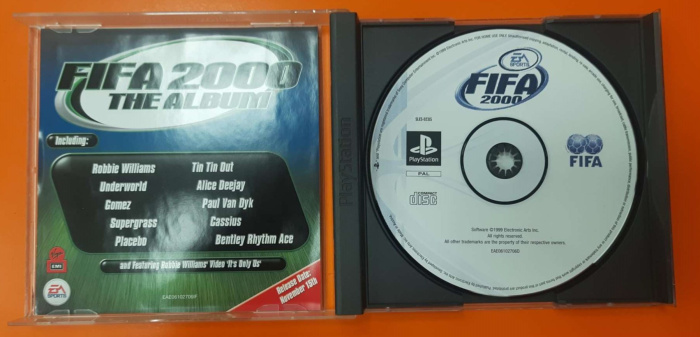 FIFA 2000
THE ALBUM
Including:
Robbie Williams
Tin Tin Out
Underworld
Alice Deejay
Gomez
Paul Van Dyk
Supergrass
Cassius
Placebo
Bentley Rhythm Ace
and Featuring Robbie Williams' Video 'It's Only Us'
EMI
EA
SPORTS
Release Date:
November 15th
PlayStation
EA
SPORTS
FIFA
2000
PlayStation
PAL
FIFA
COMPACT
disc
Software ©1999 Electronic Arts Inc.
All rights reserved.
All other trademarks are the property of their respective owners.